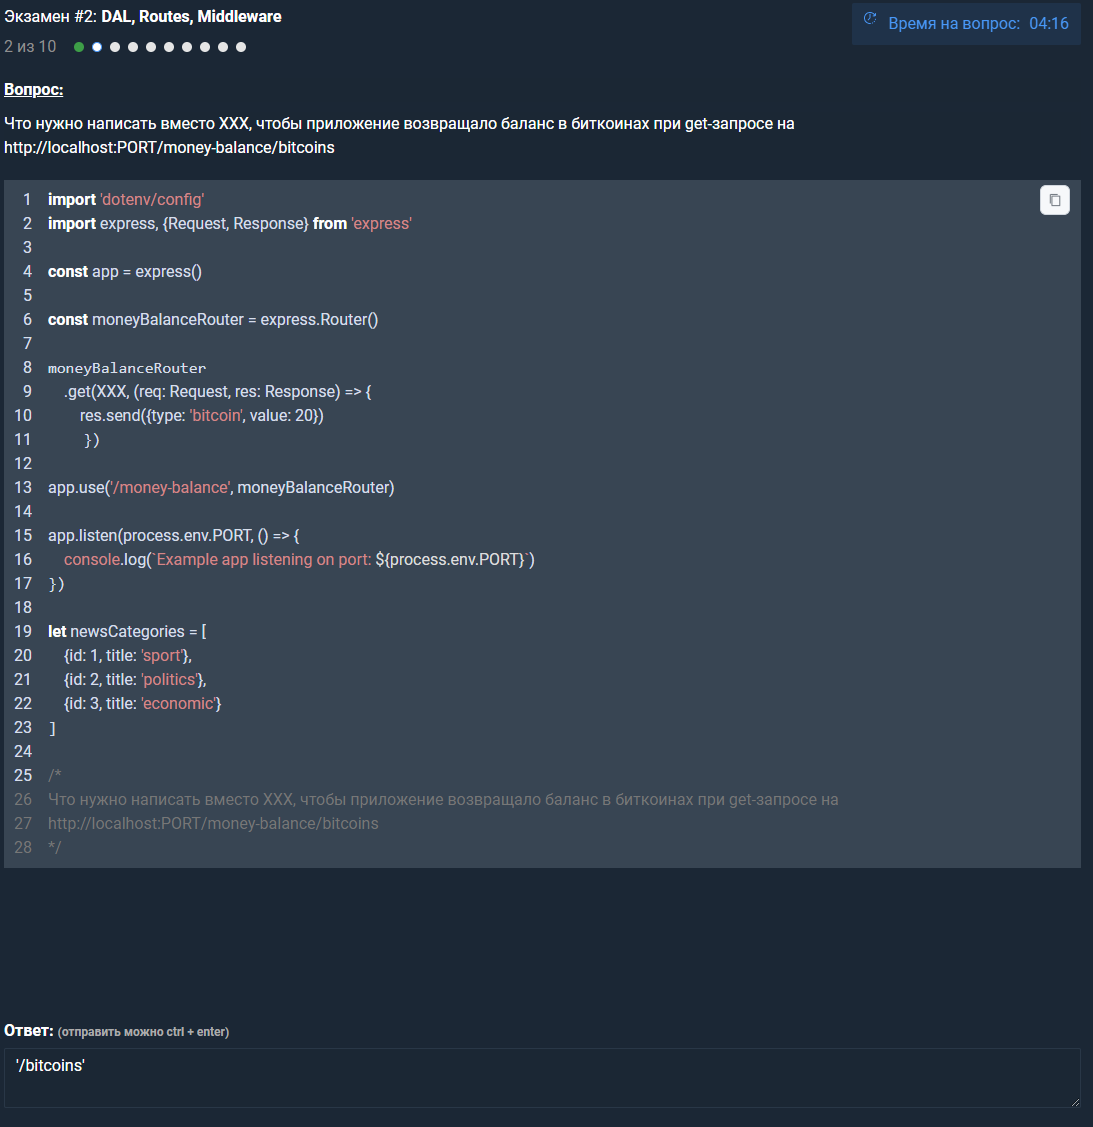 Экзамен #2: DAL, Routes, Middleware
Время на вопрос: 04:16
2 из 10
Вопрос:
Что нужно написать вместо XXX, чтобы приложение возвращало баланс в биткоинах при get-запросе на
http://localhost:PORT/money-balance/bitcoins
1 import 'dotenv/config'
2 import express, {Request, Response} from 'express'
3
4 const app = express()
5
6 const moneyBalanceRouter = express.Router()
7
8 moneyBalanceRouter
9 .get(XXX, (req: Request, res: Response) => {
10 res.send({type: 'bitcoin', value: 20})
11 })
12
13 app.use('/money-balance', moneyBalanceRouter)
14
15 app.listen(process.env.PORT, () => {
16 console.log(`Example app listening on port: ${process.env.PORT}`)
17 })
18
19 let newsCategories = [
20 {id: 1, title: 'sport'},
21 {id: 2, title: 'politics'},
22 {id: 3, title: 'economic'}
23 ]
24
25 /*
26 Что нужно написать вместо XXX, чтобы приложение возвращало баланс в биткоинах при get-запросе на
27 http://localhost:PORT/money-balance/bitcoins
28 */
Ответ: (отправить можно ctrl + enter)
'/bitcoins'